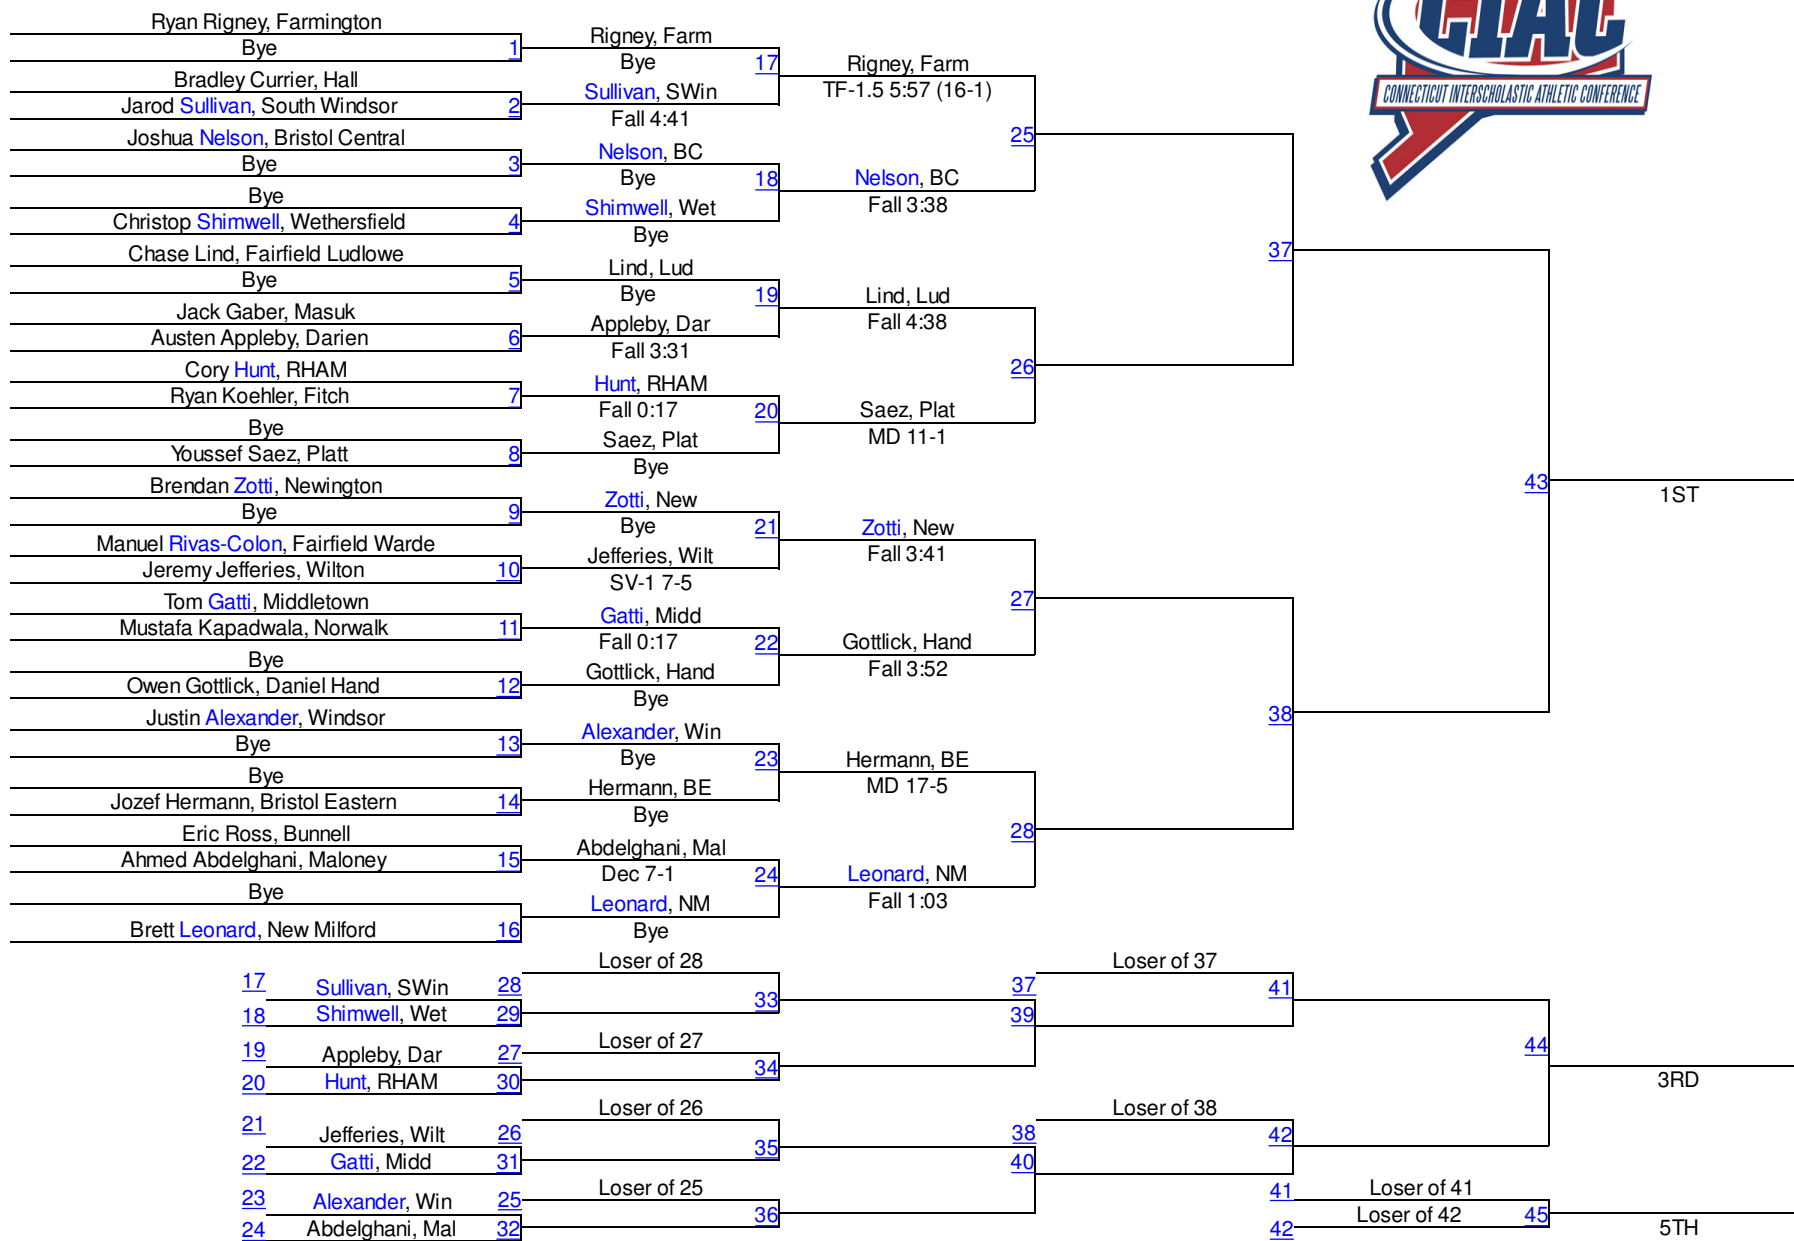 CIAC
CONNECTICUT INTERSCHOLASTIC ATHLETIC CONFERENCE
Ryan Rigney, Farmington
Bye 1
Bradley Currier, Hall
Jarod Sullivan, South Windsor 2
Joshua Nelson, Bristol Central
Bye 3
Bye
Christop Shimwell, Wethersfield 4
Chase Lind, Fairfield Ludlowe
Bye 5
Jack Gaber, Masuk
Austen Appleby, Darien 6
Cory Hunt, RHAM
Ryan Koehler, Fitch 7
Bye
Youssef Saez, Platt 8
Brendan Zotti, Newington
Bye 9
Manuel Rivas-Colon, Fairfield Warde
Jeremy Jefferies, Wilton 10
Tom Gatti, Middletown
Mustafa Kapadwala, Norwalk 11
Bye
Owen Gottlick, Daniel Hand 12
Justin Alexander, Windsor
Bye 13
Bye
Jozef Hermann, Bristol Eastern 14
Eric Ross, Bunnell
Ahmed Abdelghani, Maloney 15
Bye
Brett Leonard, New Milford 16
Rigney, Farm
Bye 17
Sullivan, SWin
Fall 4:41
Nelson, BC
Bye 18
Shimwell, Wet
Bye
Lind, Lud
Bye 19
Appleby, Dar
Fall 3:31
Hunt, RHAM
Fall 0:17 20
Saez, Plat
Bye
Zotti, New
Bye 21
Jefferies, Wilt
SV-1 7-5
Gatti, Midd
Fall 0:17 22
Gottlick, Hand
Bye
Alexander, Win
Bye 23
Hermann, BE
Bye
Abdelghani, Mal
Dec 7-1 24
Leonard, NM
Bye
Rigney, Farm
TF-1.5 5:57 (16-1)
25
Nelson, BC
Fall 3:38
Lind, Lud
Fall 4:38
26
Saez, Plat
MD 11-1
Zotti, New
Fall 3:41
27
Gottlick, Hand
Fall 3:52
Hermann, BE
MD 17-5
28
Leonard, NM
Fall 1:03
37
38
43
1ST
17 Sullivan, SWin 28
18 Shimwell, Wet 29
19 Appleby, Dar 27
20 Hunt, RHAM 30
21 Jefferies, Wilt 26
22 Gatti, Midd 31
23 Alexander, Win 25
24 Abdelghani, Mal 32
Loser of 28
33
Loser of 27
34
Loser of 26
35
Loser of 25
36
37
39
38
40
Loser of 37
41
Loser of 38
42
44
3RD
41 Loser of 41
42 Loser of 42 45
5TH